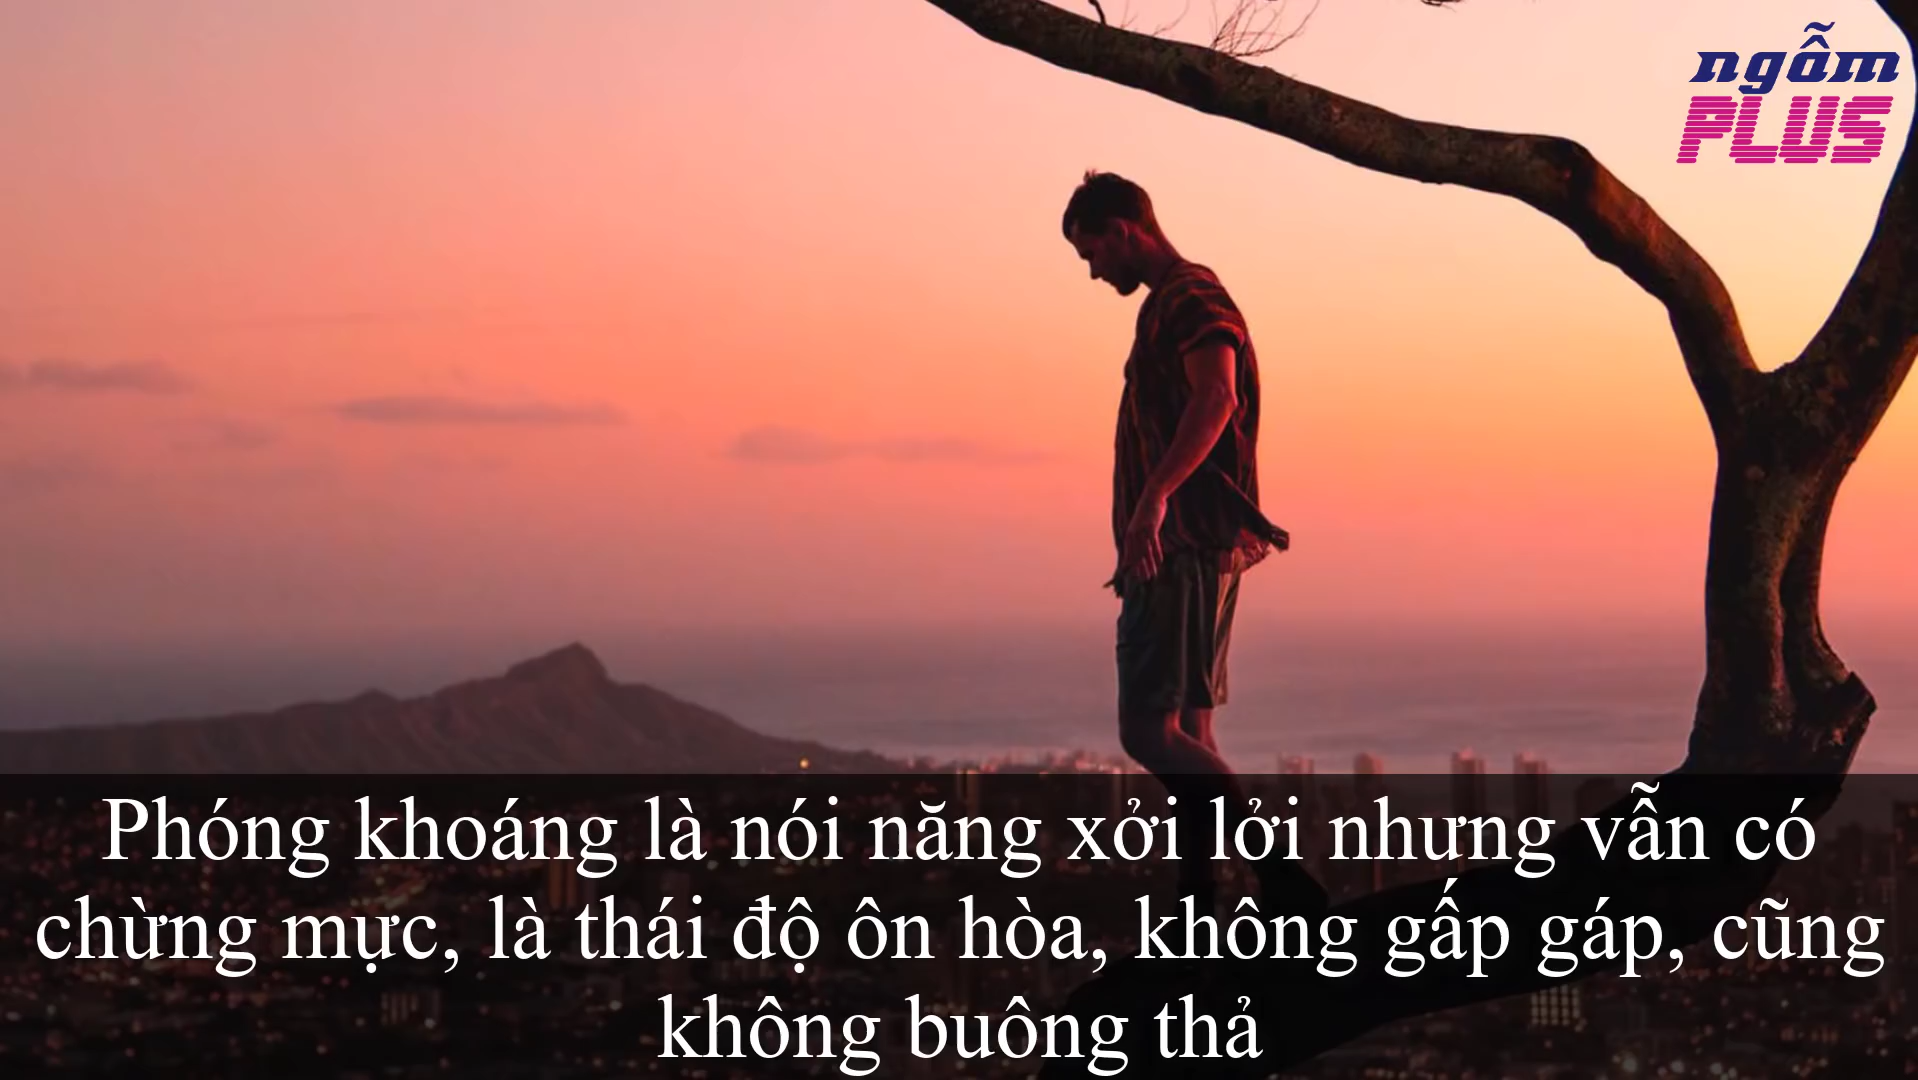 ngẫm
PLUS
Phóng khoáng là nói năng xởi lởi nhưng vẫn có
chừng mực, là thái độ ôn hòa, không gấp gáp, cũng
không buông thả